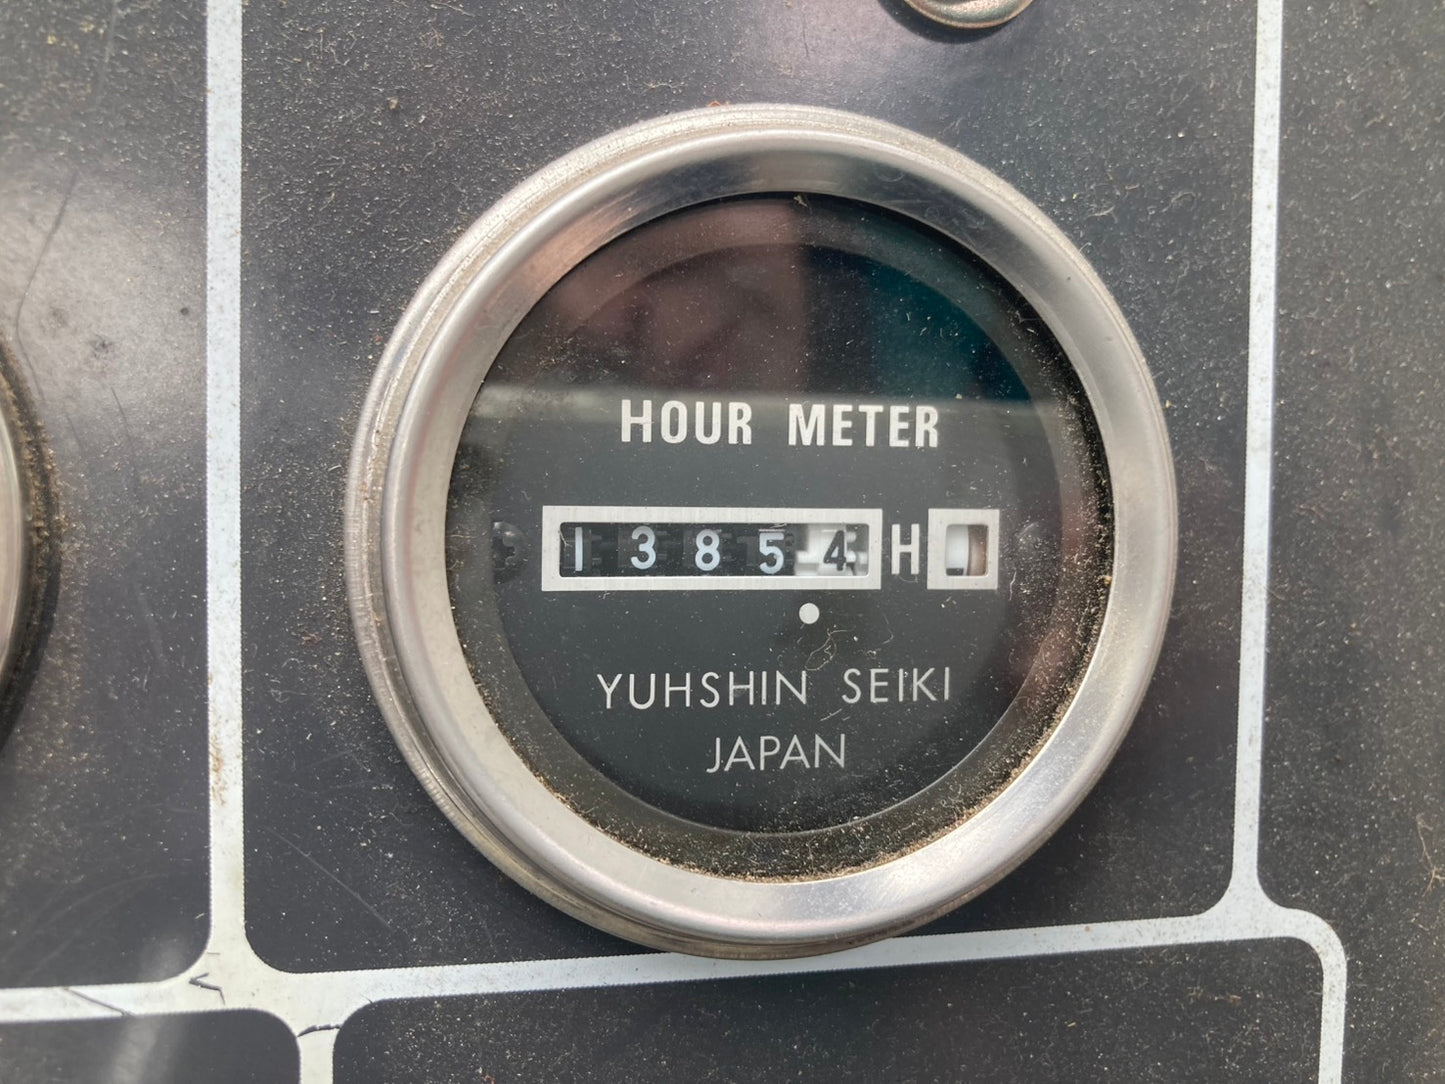 HOUR METER
13854 H
YUHSHIN SEIKI
JAPAN